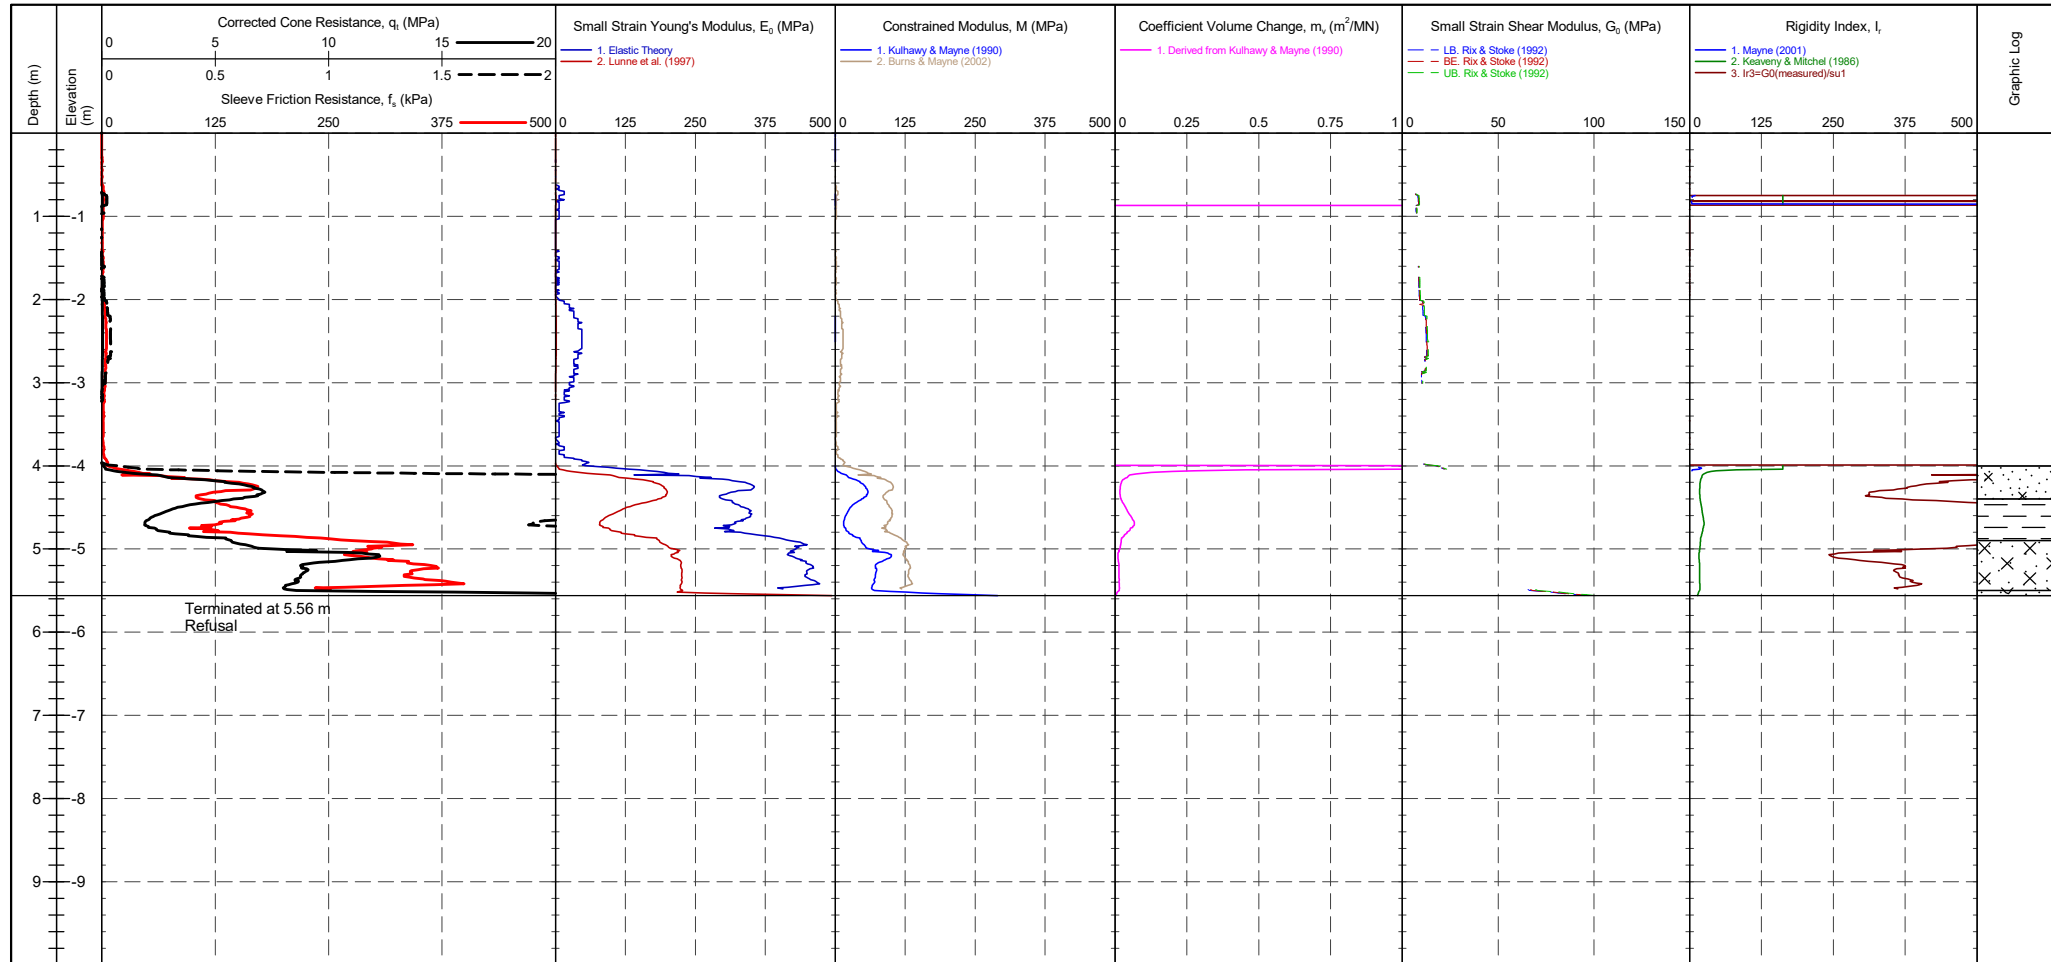 Corrected Cone Resistance, qt (MPa)
0 5 10 15 20
0 0.5 1 1.5 2
Sleeve Friction Resistance, fs (kPa)
0 125 250 375 500
Depth (m)
Elevation (m)
Small Strain Young's Modulus, E0 (MPa)
1. Elastic Theory
2. Lunne et al. (1997)
0 125 250 375 500
Constrained Modulus, M (MPa)
1. Kulhawy & Mayne (1990)
2. Burns & Mayne (2002)
0 125 250 375 500
Coefficient Volume Change, mv (m2/MN)
1. Derived from Kulhawy & Mayne (1990)
0 0.25 0.5 0.75 1
Small Strain Shear Modulus, G0 (MPa)
LB. Rix & Stoke (1992)
BE. Rix & Stoke (1992)
UB. Rix & Stoke (1992)
0 50 100 150
Rigidity Index, Ir
1. Mayne (2001)
2. Keaveny & Mitchel (1986)
3. Ir3=G0(measured)/su1
0 125 250 375 500
Graphic Log
1 -1
2 -2
3 -3
4 -4
5 -5
Terminated at 5.56 m
Refusal
6 -6
7 -7
8 -8
9 -9